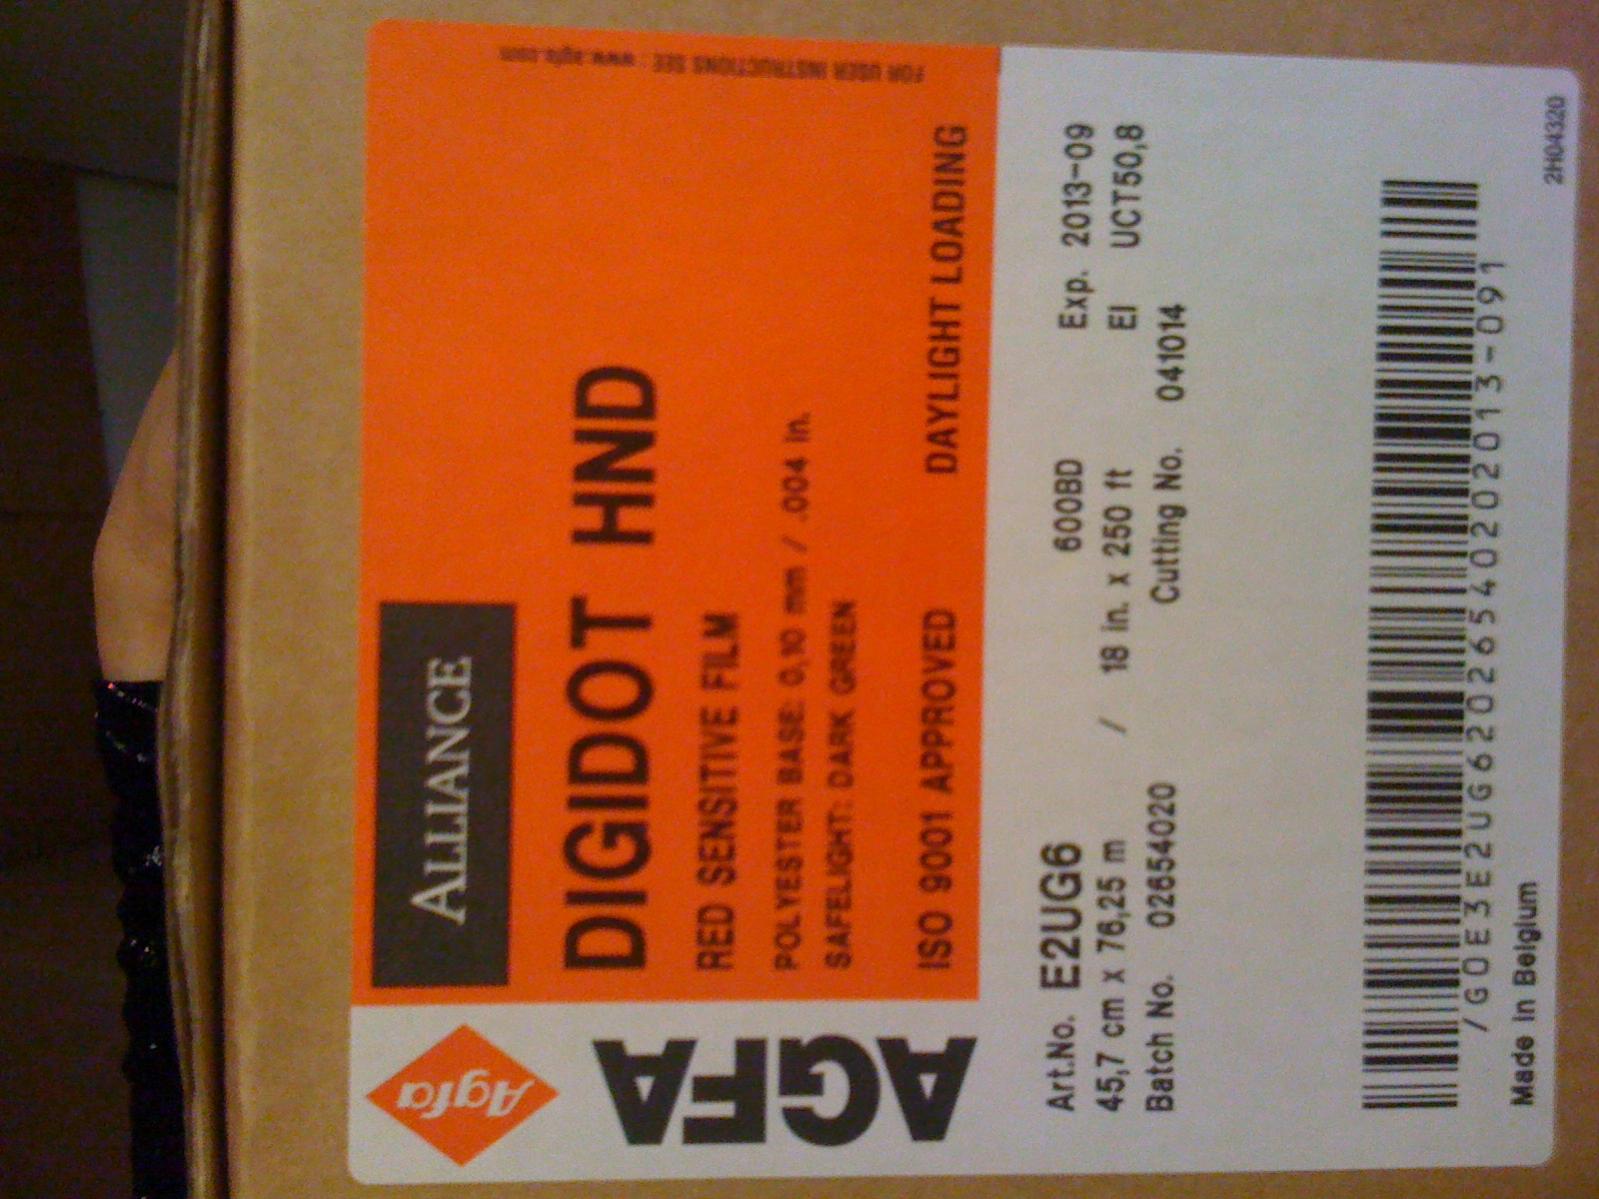 Agfa
AGFA
ALLIANCE
DIGIDOT HND
RED SENSITIVE FILM
POLYESTER BASE: 0,10 mm / .004 in.
SAFELIGHT: DARK GREEN
ISO 9001 APPROVED DAYLIGHT LOADING
FOR USER INSTRUCTIONS SEE : www.agfa.com
Art.No. E2UG6 600BD Exp. 2013-09
45,7 cm x 76,25 m / 18 in. x 250 ft EI UCT50,8
Batch No. 02654020 Cutting No. 041014
/G0E3E2UG62026540202013-091
Made in Belgium
2H04320